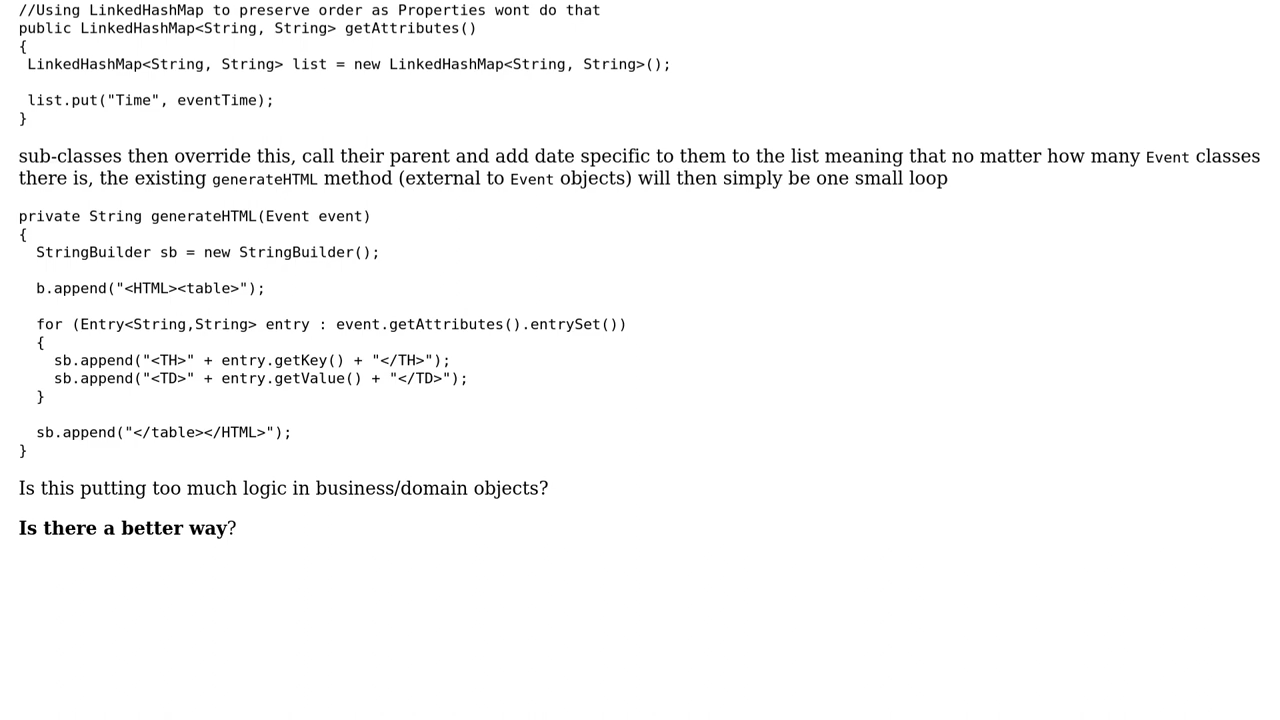 //Using LinkedHashMap to preserve order as Properties wont do that
public LinkedHashMap<String, String> getAttributes()
{
 LinkedHashMap<String, String> list = new LinkedHashMap<String, String>();

 list.put("Time", eventTime);
}
sub-classes then override this, call their parent and add date specific to them to the list meaning that no matter how many Event classes
there is, the existing generateHTML method (external to Event objects) will then simply be one small loop
private String generateHTML(Event event)
{
  StringBuilder sb = new StringBuilder();

  b.append("<HTML><table>");

  for (Entry<String,String> entry : event.getAttributes().entrySet())
  {
    sb.append("<TH>" + entry.getKey() + "</TH>");
    sb.append("<TD>" + entry.getValue() + "</TD>");
  }

  sb.append("</table></HTML>");
}
Is this putting too much logic in business/domain objects?
Is there a better way?